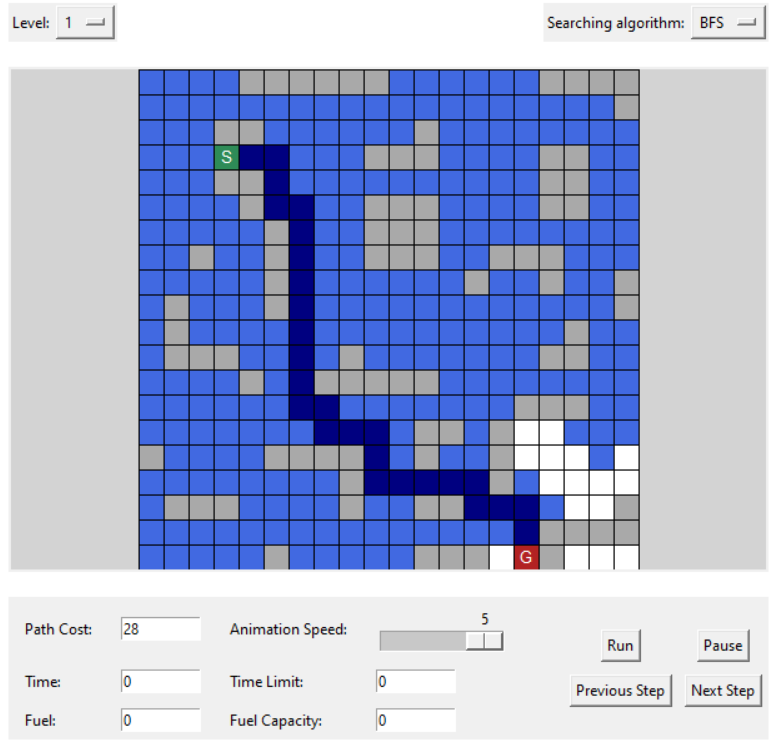 Level: 1 Searching algorithm: BFS
S
G
Path Cost: 28 Animation Speed: 5 Run Pause
Time: 0 Time Limit: 0 Previous Step Next Step
Fuel: 0 Fuel Capacity: 0